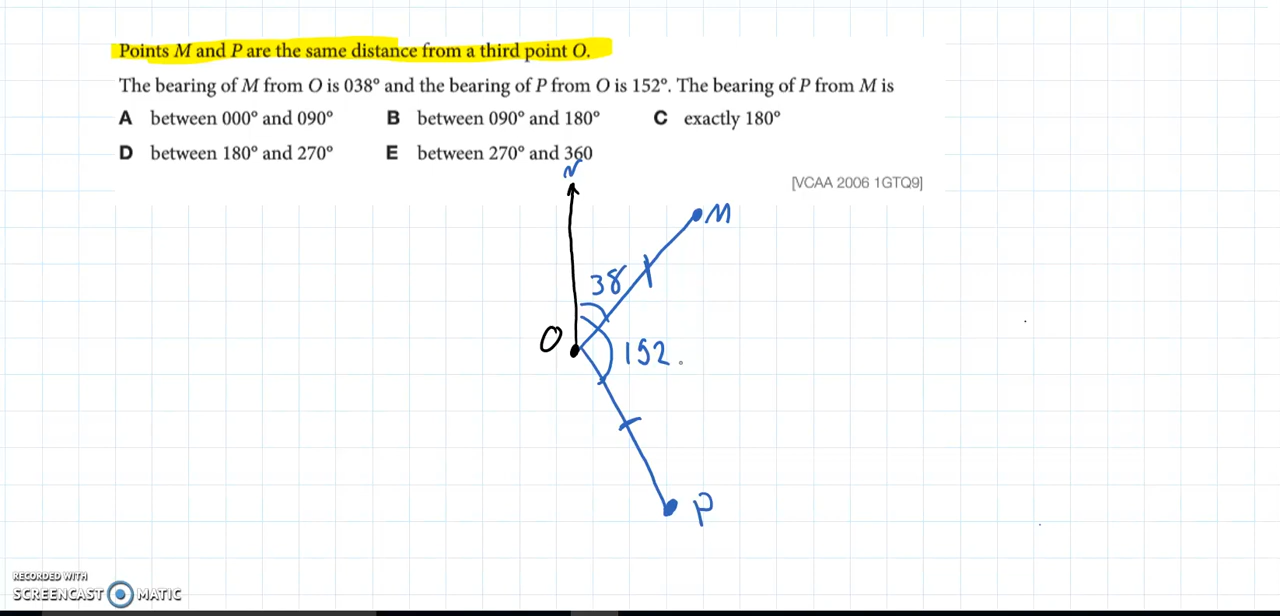 Points M and P are the same distance from a third point O.
The bearing of M from O is 038° and the bearing of P from O is 152°. The bearing of P from M is
A between 000° and 090° B between 090° and 180° C exactly 180°
D between 180° and 270° E between 270° and 360
[VCAA 2006 1GTQ9]
N
M
38
O
152.
P
RECORDED WITH
SCREENCAST MATIC